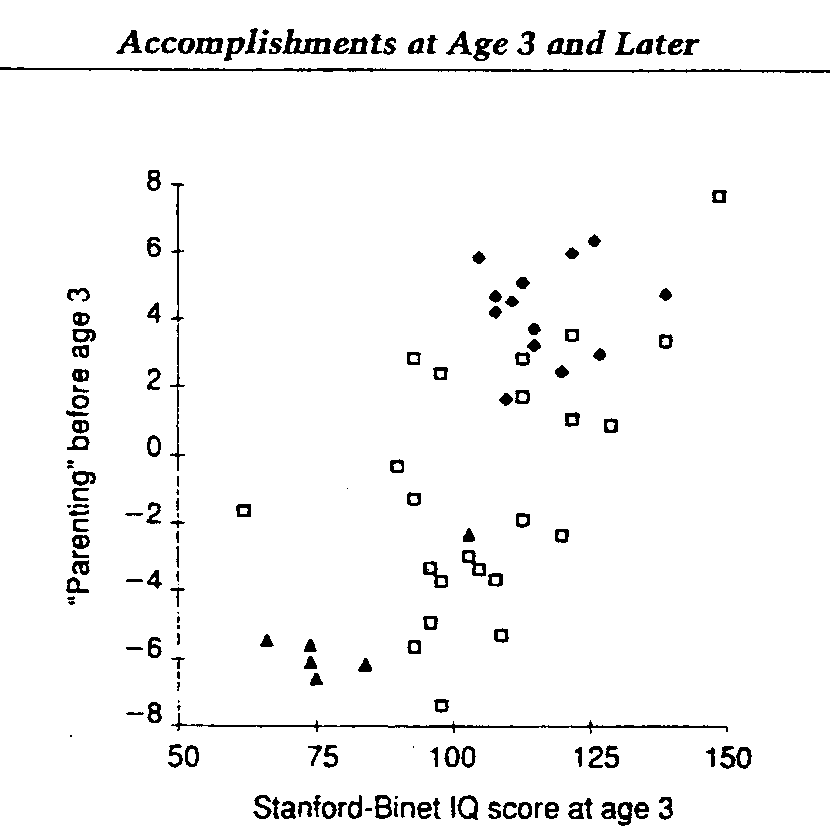 Accomplishments at Age 3 and Later
8
6
4
2
0
−2
−4
−6
−8
"Parenting" before age 3
50 75 100 125 150
Stanford-Binet IQ score at age 3